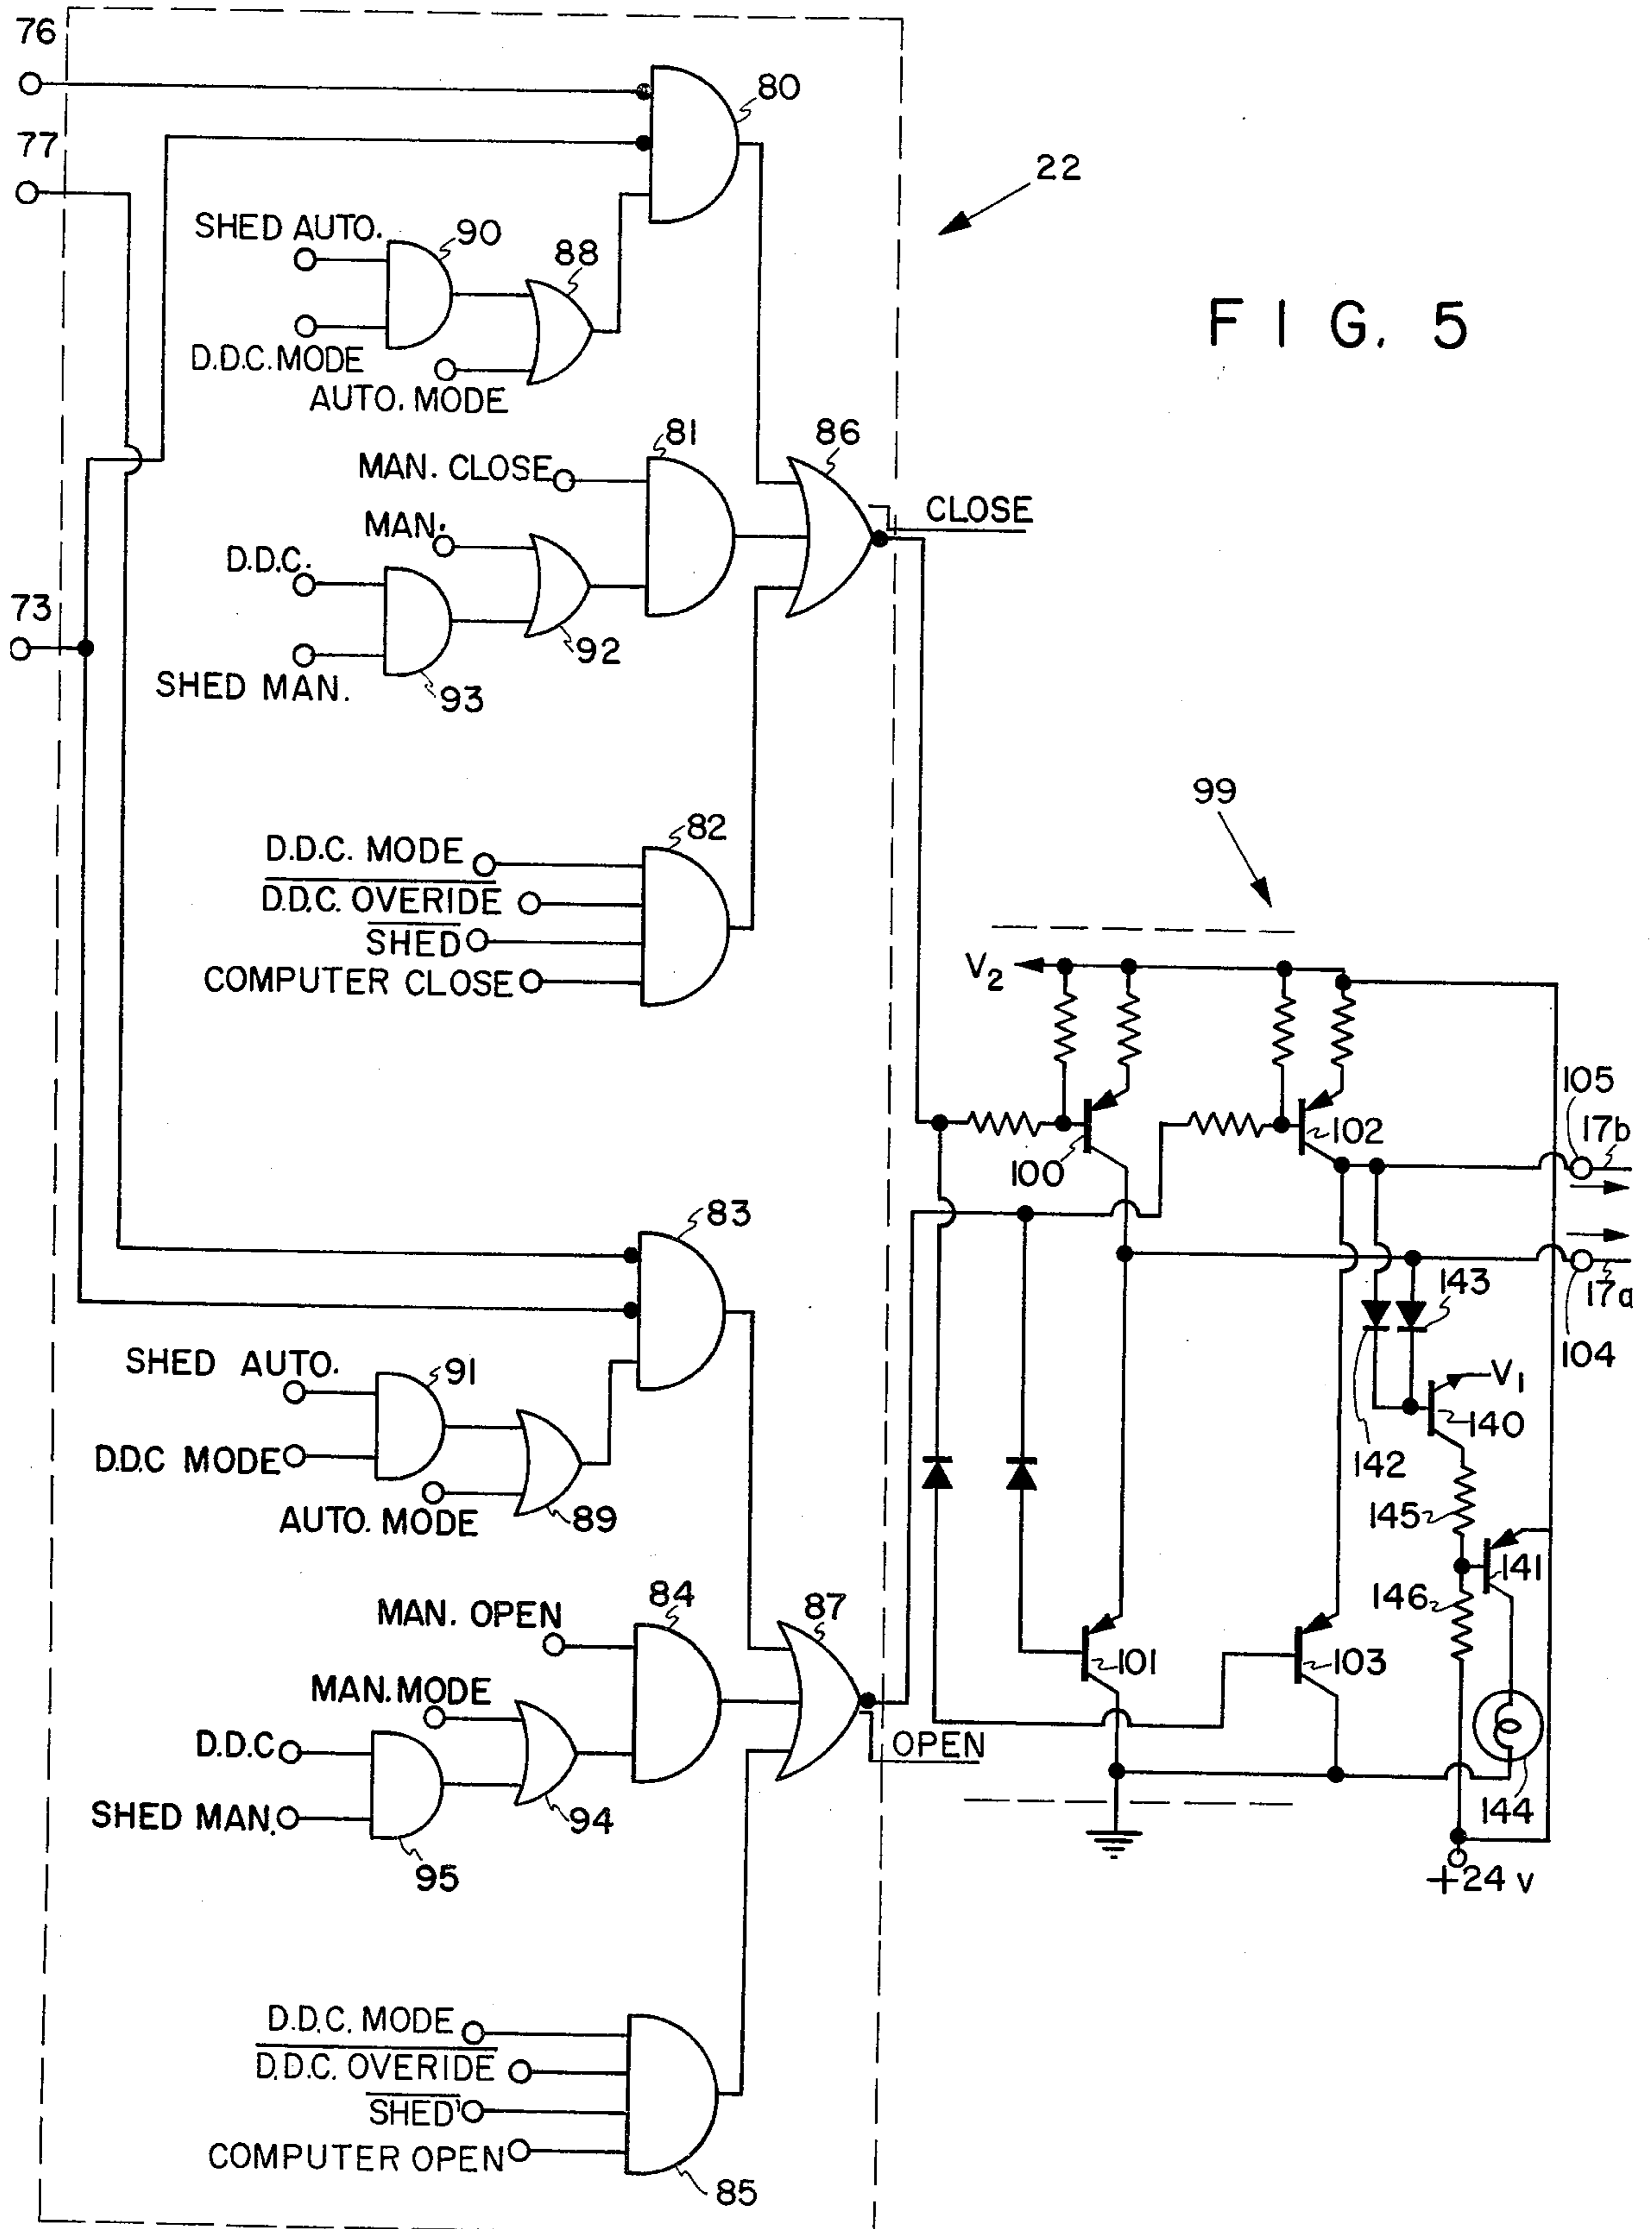 76
80
77
22
SHED AUTO.
90
88
FIG. 5
D.D.C. MODE
AUTO. MODE
81
86
MAN. CLOSE
CLOSE
MAN.
D.D.C.
73
92
SHED MAN.
93
99
82
D.D.C. MODE
D.D.C. OVERIDE
SHED
COMPUTER CLOSE
V2
105
17b
102
100
83
143
17a
104
SHED AUTO.
91
V1
140
D.D.C MODE
142
AUTO. MODE
89
145
141
84
146
MAN. OPEN
87
101
103
MAN. MODE
D.D.C
OPEN
SHED MAN.
94
144
95
+24 v
D.D.C. MODE
D.D.C. OVERIDE
SHED
COMPUTER OPEN
85